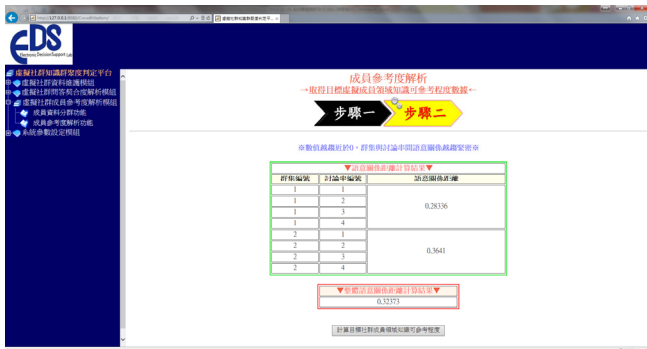 http://127.0.0.1
EDS
Electronic Decision Support Lab
虛擬社群知識群聚度判定平台
虛擬社群資料維護模組
虛擬社群問答契合度解析模組
虛擬社群成員參考度解析模組
成員資料分群功能
成員參考度解析功能
系統參數設定模組
成員參考度解析
→取得目標虛擬成員領域知識可參考程度數據←
步驟一
步驟二
※數值越趨近於0,群集與討論串間語意關係越趨緊密※
▼語意關係距離計算結果▼
群集編號 討論串編號 語意關係距離
1 1
1 2
0.28336
1 3
1 4
2 1
2 2
0.3641
2 3
2 4
▼整體語意關係距離計算結果▼
0.32373
計算目標社群成員領域知識可參考程度